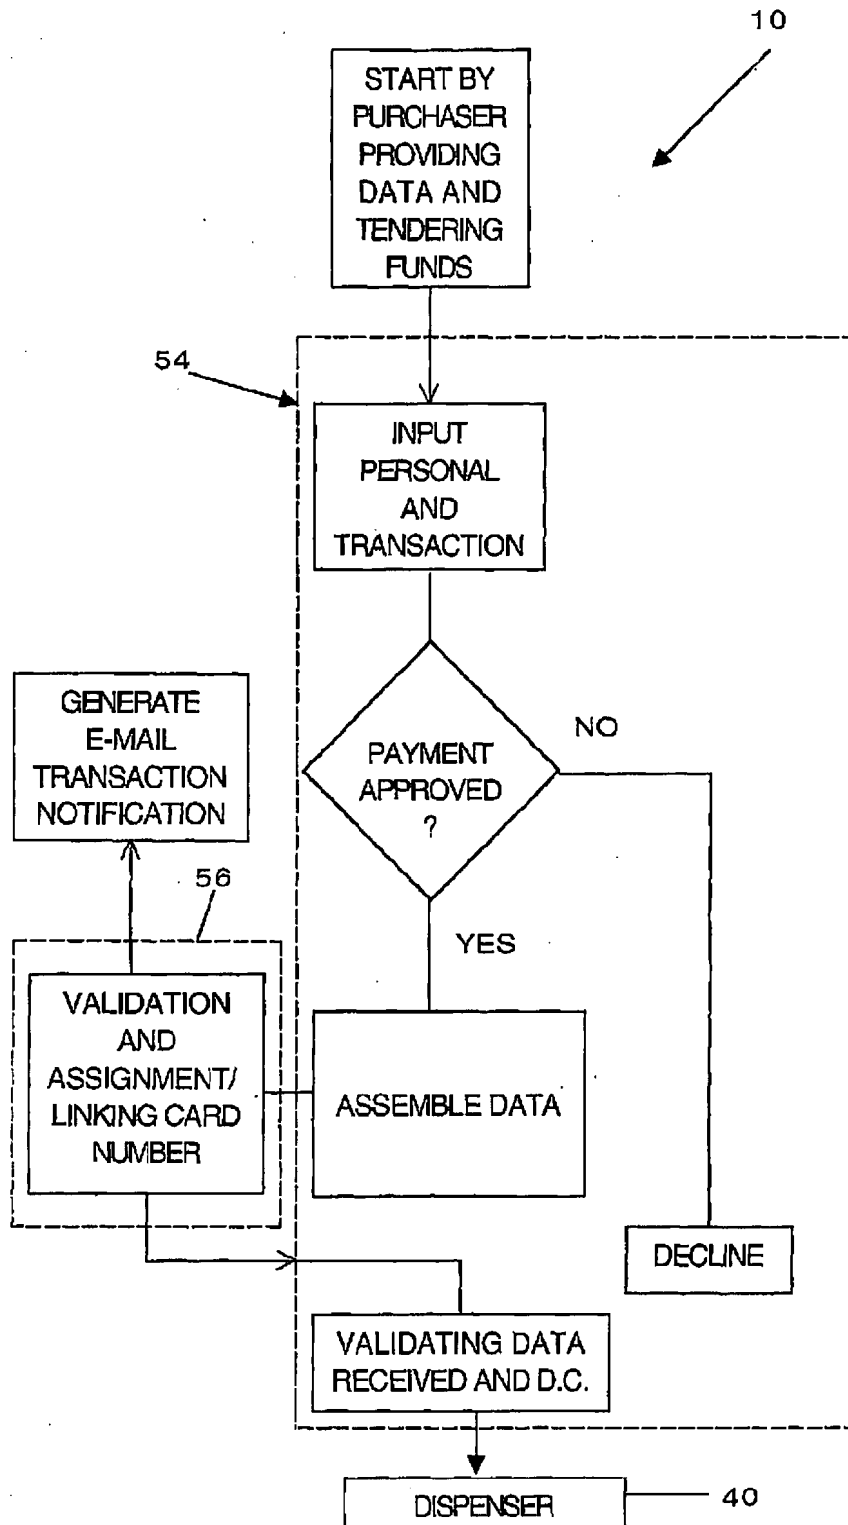 10
START BY
PURCHASER
PROVIDING
DATA AND
TENDERING
FUNDS
54
INPUT
PERSONAL
AND
TRANSACTION
GENERATE
E-MAIL
TRANSACTION
NOTIFICATION
PAYMENT
APPROVED
?
NO
56
YES
VALIDATION
AND
ASSIGNMENT/
LINKING CARD
NUMBER
ASSEMBLE DATA
DECLINE
VALIDATING DATA
RECEIVED AND D.C.
DISPENSER
40